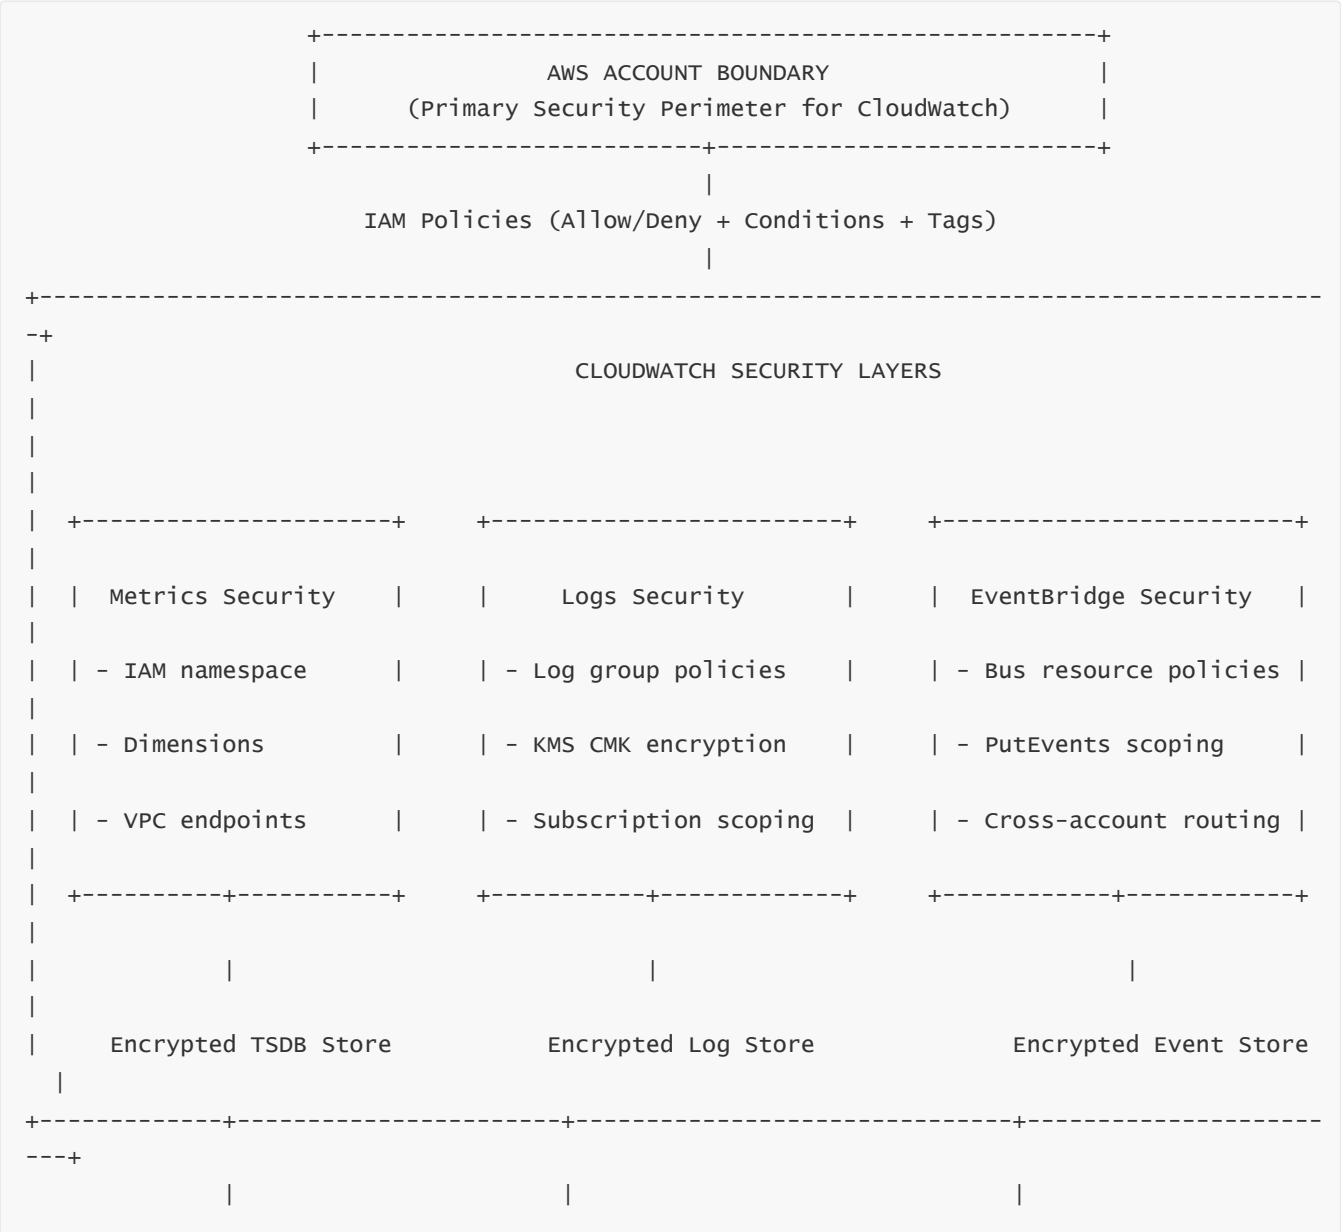 +-------------------------------------------------------+
|                AWS ACCOUNT BOUNDARY                   |
|      (Primary Security Perimeter for CloudWatch)      |
+---------------------------+---------------------------+
|
IAM Policies (Allow/Deny + Conditions + Tags)
|
+-------------------------------------------------------------------------------------------
-+
|                                      CLOUDWATCH SECURITY LAYERS
|
|
|
|  +----------------------+     +-------------------------+     +-------------------------+
|
|  |  Metrics Security    |     |     Logs Security       |     |  EventBridge Security   |
|
|  | - IAM namespace      |     | - Log group policies    |     | - Bus resource policies |
|
|  | - Dimensions         |     | - KMS CMK encryption    |     | - PutEvents scoping     |
|
|  | - VPC endpoints      |     | - Subscription scoping  |     | - Cross-account routing |
|
|  +----------+-----------+     +-----------+-------------+     +------------+------------+
|
|             |                             |                                 |
|
|     Encrypted TSDB Store           Encrypted Log Store              Encrypted Event Store
|
+-------------+-----------------------+-------------------------------+---------------------
---+
|                       |                               |